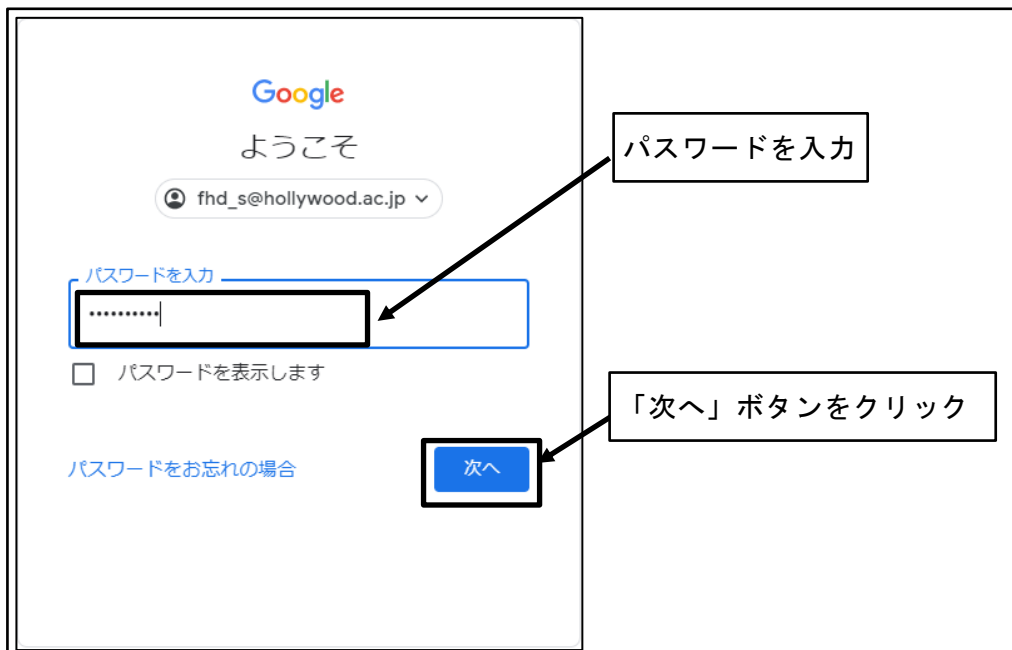 Google
ようこそ
fhd_s@hollywood.ac.jp
パスワードを入力
••••••••••
パスワードを表示します
パスワードをお忘れの場合
次へ
パスワードを入力
「次へ」ボタンをクリック